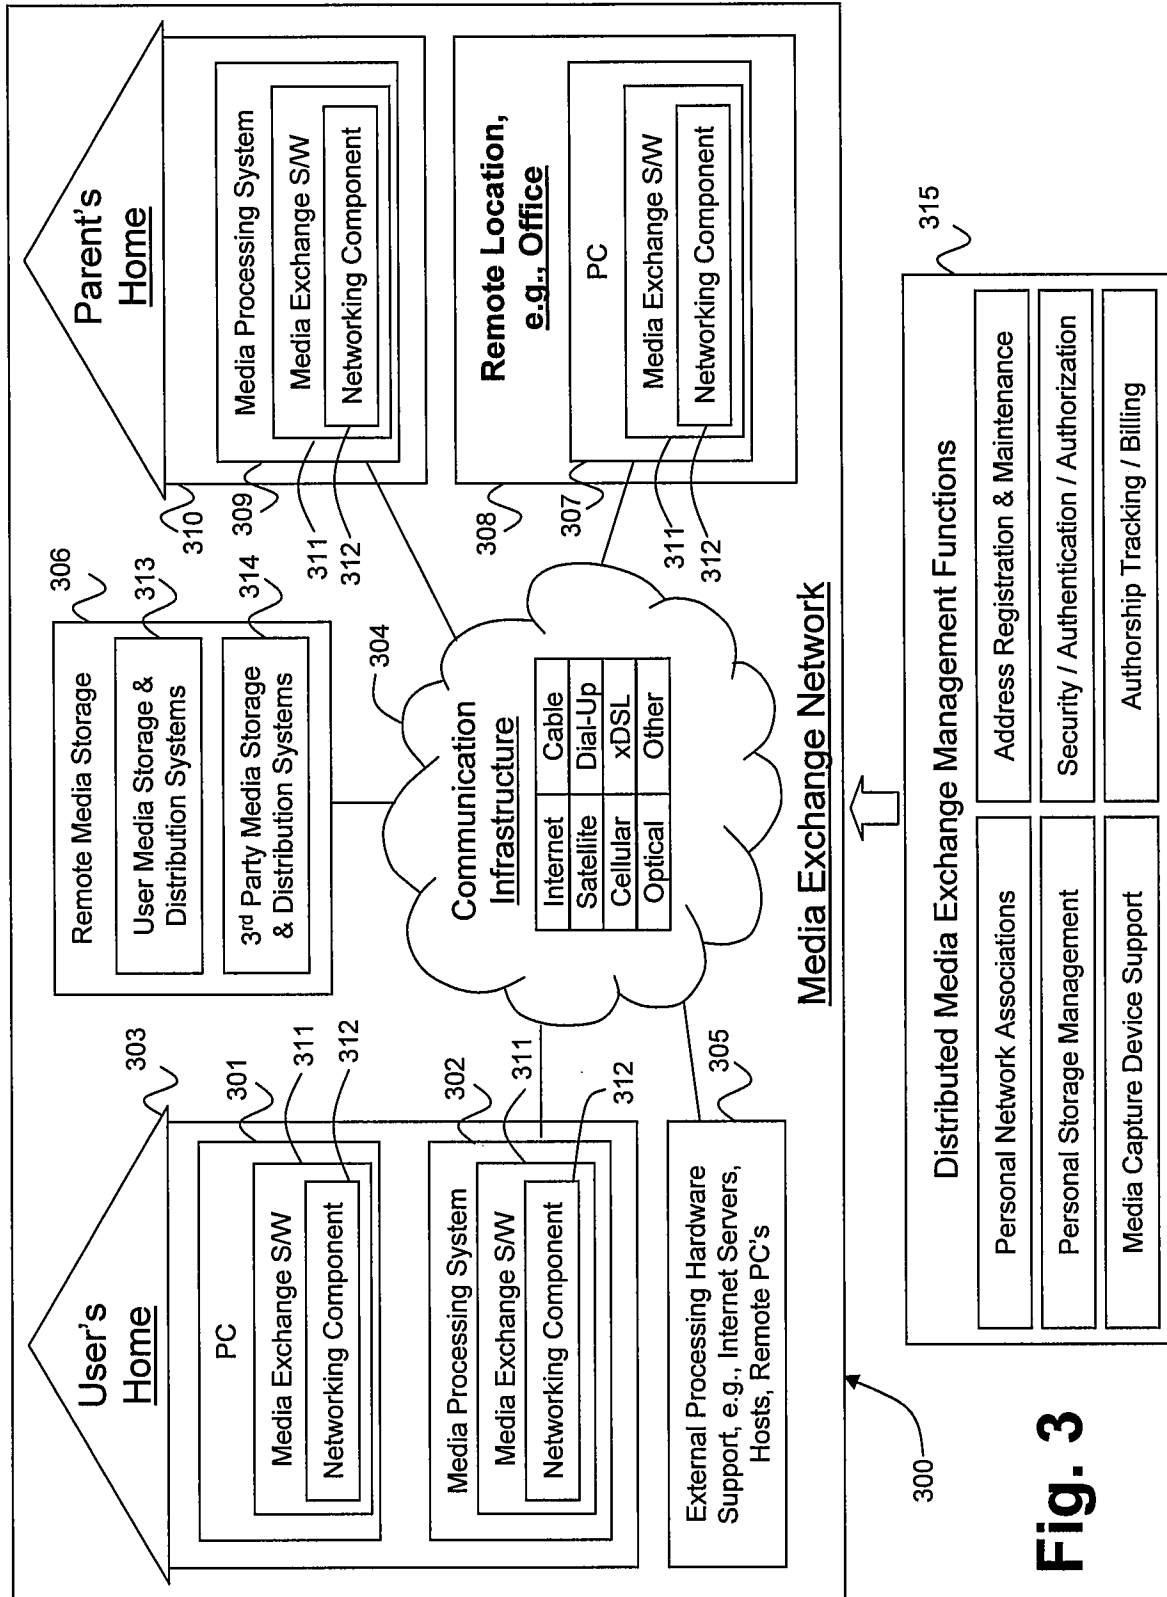 User's
Home
303
PC
301
Media Exchange S/W
311
Networking Component
312
Media Processing System
302
Media Exchange S/W
311
Networking Component
312
External Processing Hardware
Support, e.g., Internet Servers,
Hosts, Remote PC's
305
Remote Media Storage
306
User Media Storage &
Distribution Systems
313
3rd Party Media Storage
& Distribution Systems
314
304
Communication
Infrastructure
Internet
Cable
Satellite
Dial-Up
Cellular
xDSL
Optical
Other
Parent's
Home
310
Media Processing System
309
Media Exchange S/W
311
Networking Component
312
Remote Location,
e.g., Office
308
PC
307
Media Exchange S/W
311
Networking Component
312
Media Exchange Network
300
Distributed Media Exchange Management Functions
315
Personal Network Associations
Address Registration & Maintenance
Personal Storage Management
Security / Authentication / Authorization
Media Capture Device Support
Authorship Tracking / Billing
Fig. 3